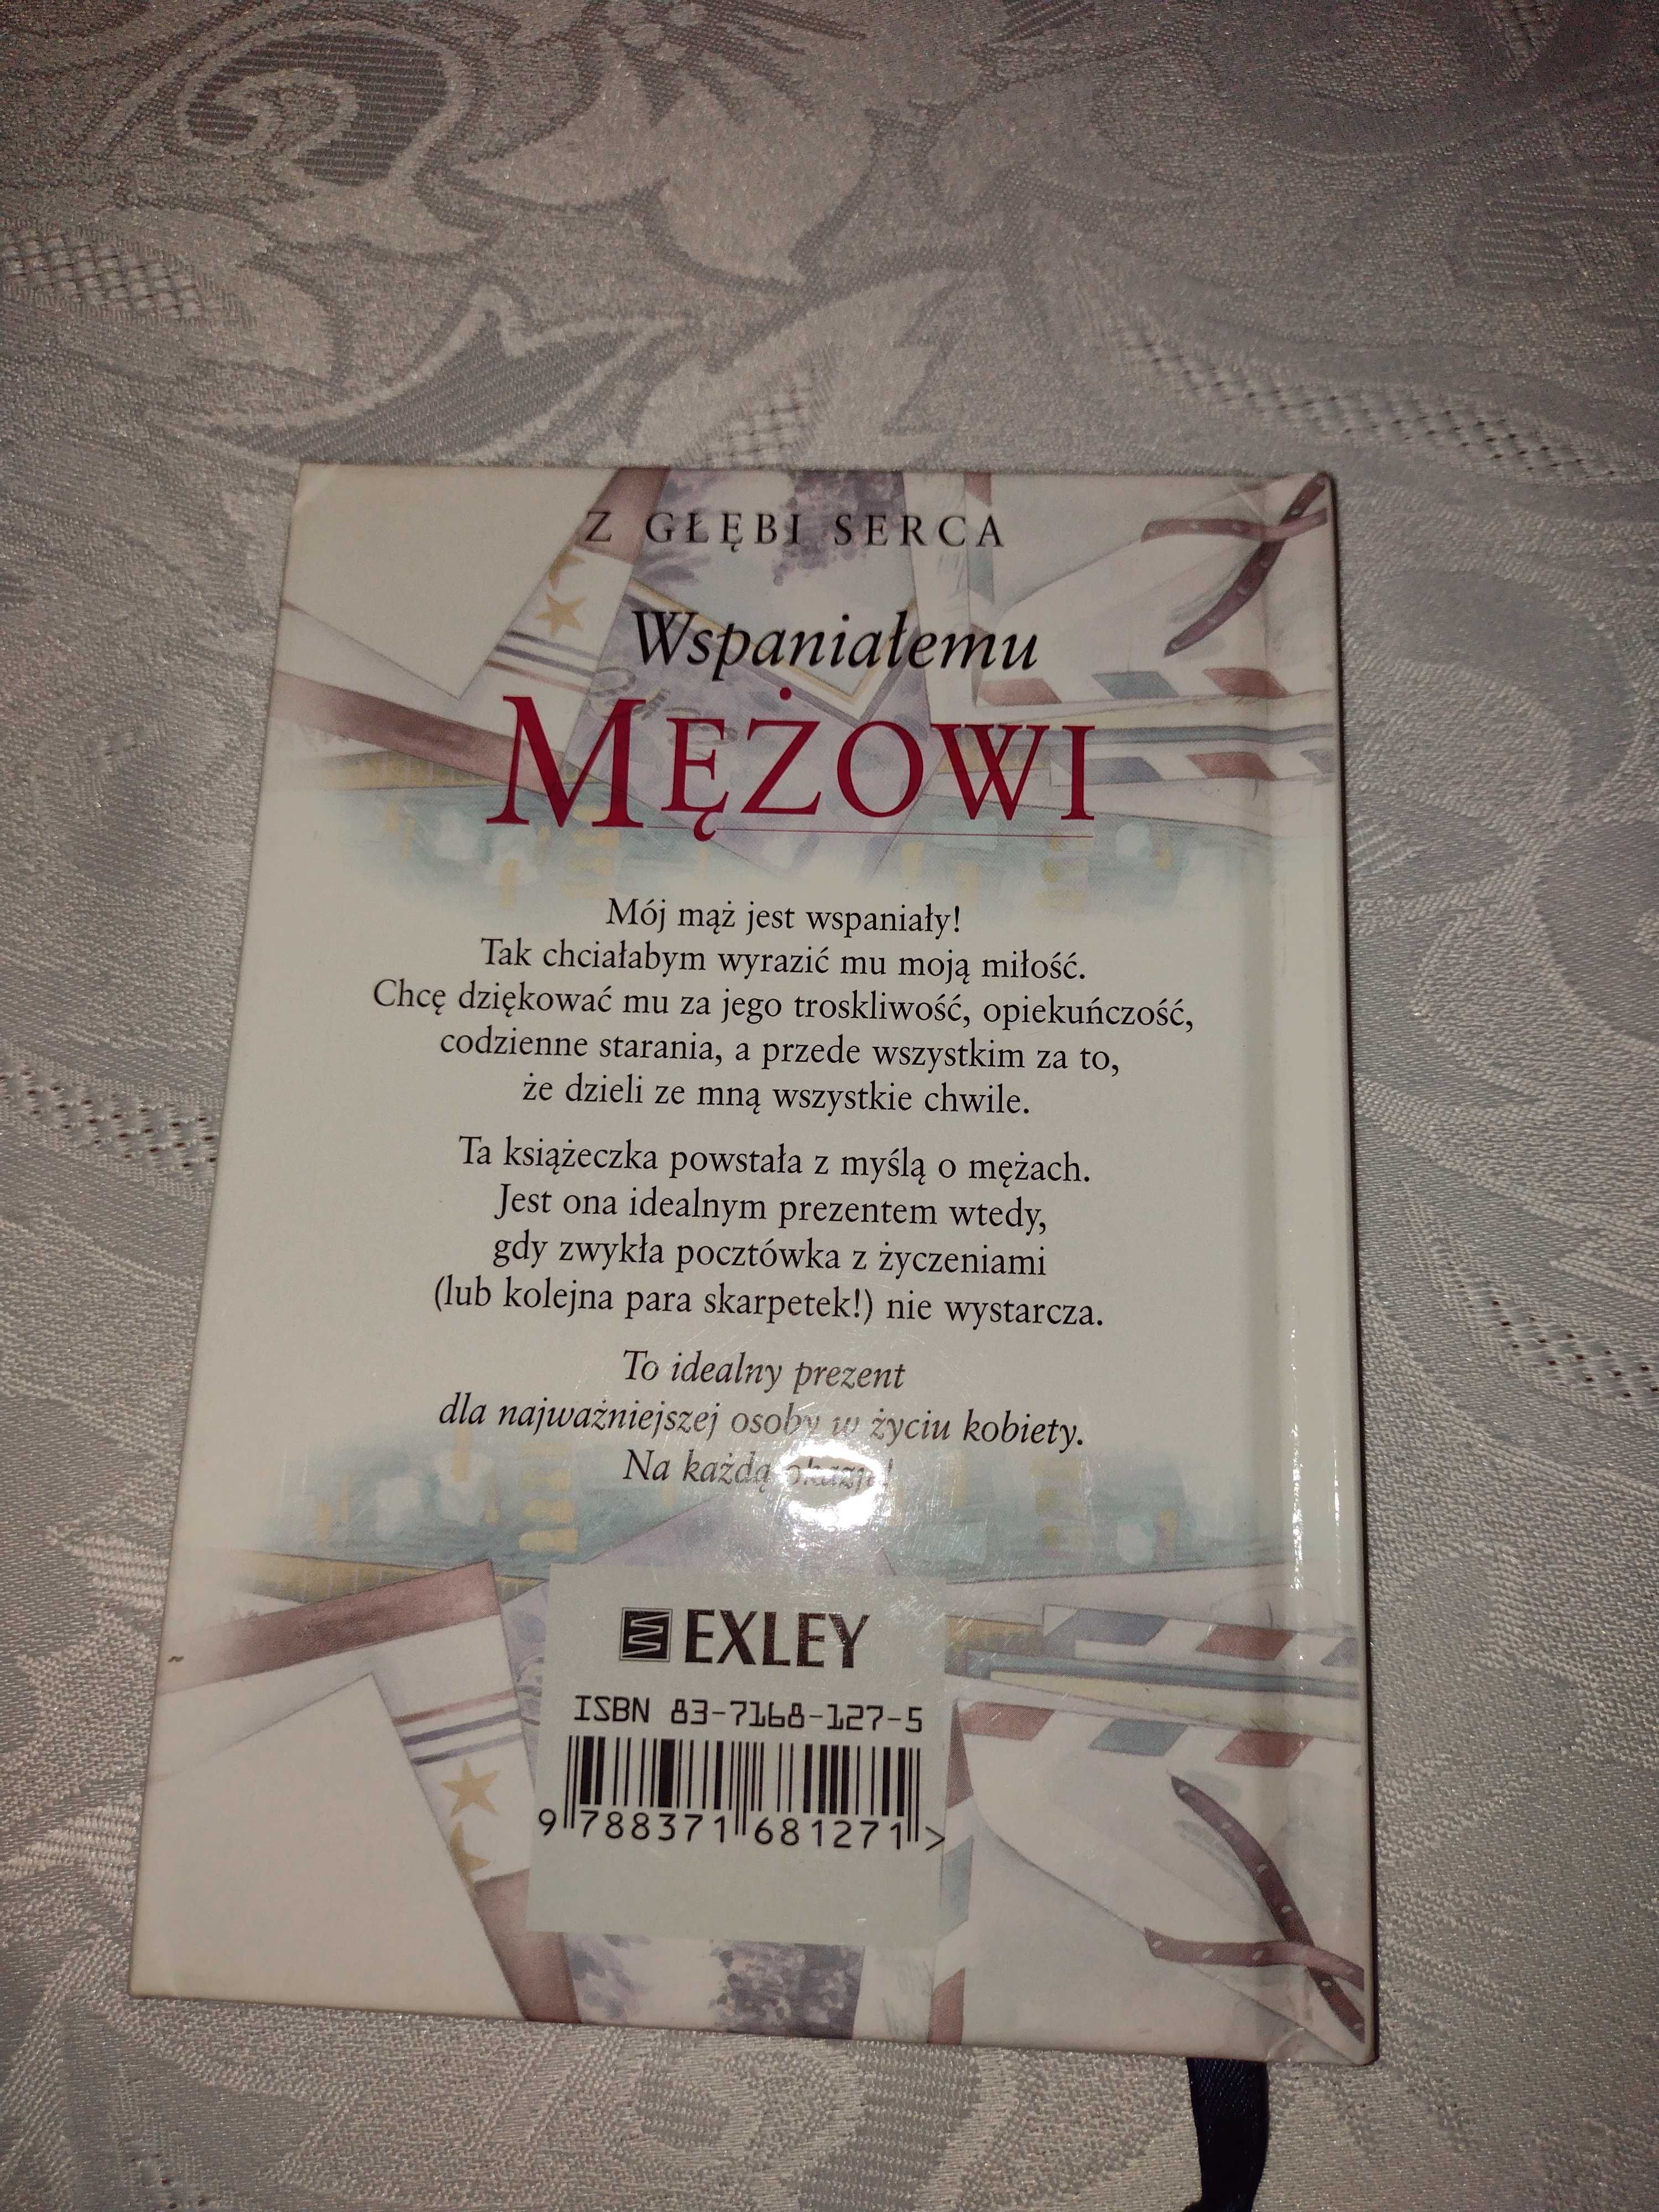 Z GŁĘBI SERCA
Wspaniałemu
MĘŻOWI
Mój mąż jest wspaniały!
Tak chciałabym wyrazić mu moją miłość.
Chcę dziękować mu za jego troskliwość, opiekuńczość,
codzienne starania, a przede wszystkim za to,
że dzieli ze mną wszystkie chwile.
Ta książeczka powstała z myślą o mężach.
Jest ona idealnym prezentem wtedy,
gdy zwykła pocztówka z życzeniami
(lub kolejna para skarpetek!) nie wystarcza.
To idealny prezent
dla najważniejszej osoby w życiu kobiety.
Na każdą okazję!
EXLEY
ISBN 83-7168-127-5
9 788371 681271 >